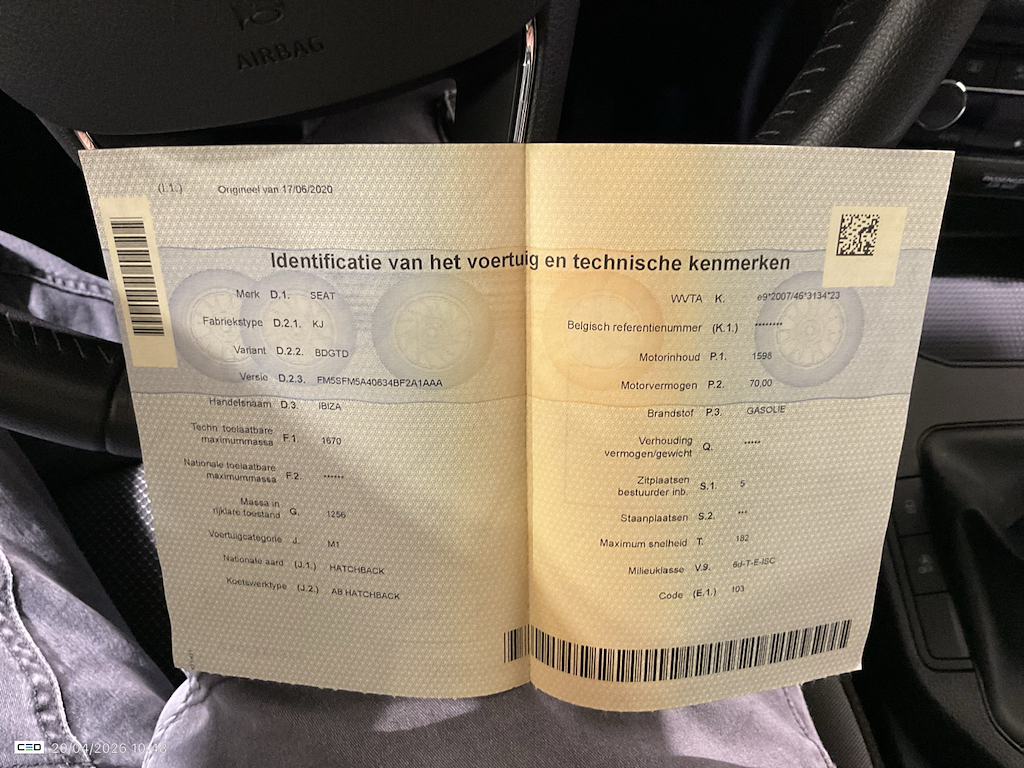 AIRBAG
(I.1.) Origineel van 17/06/2020
Identificatie van het voertuig en technische kenmerken
Merk D.1. SEAT
Fabriekstype D.2.1. KJ
Variant D.2.2. BDGTD
Versie D.2.3. FM5SFM5A40634BF2A1AAA
Handelsnaam D.3. IBIZA
Techn. toelaatbare
maximummassa F.1. 1670
Nationale toelaatbare
maximummassa F.2. ******
Massa in
rijklare toestand G. 1256
Voertuigcategorie J. M1
Nationale aard (J.1.) HATCHBACK
Koetswerktype (J.2.) AB HATCHBACK
WVTA K. e9*2007/46*3134*23
Belgisch referentienummer (K.1.) ********
Motorinhoud P.1. 1598
Motorvermogen P.2. 70,00
Brandstof P.3. GASOLIE
Verhouding
vermogen/gewicht Q. *****
Zitplaatsen
bestuurder inb. S.1. 5
Staanplaatsen S.2. ***
Maximum snelheid T. 182
Milieuklasse V.9. 6d-T-E-ISC
Code (E.1.) 103